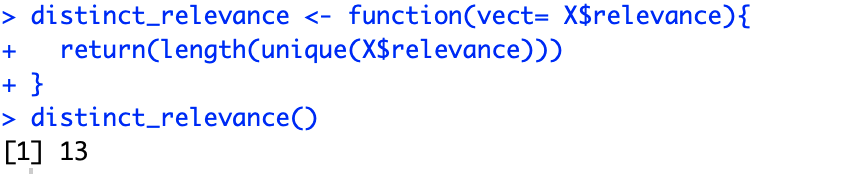 > distinct_relevance <- function(vect= X$relevance){
+   return(length(unique(X$relevance)))
+ }
> distinct_relevance()
[1] 13